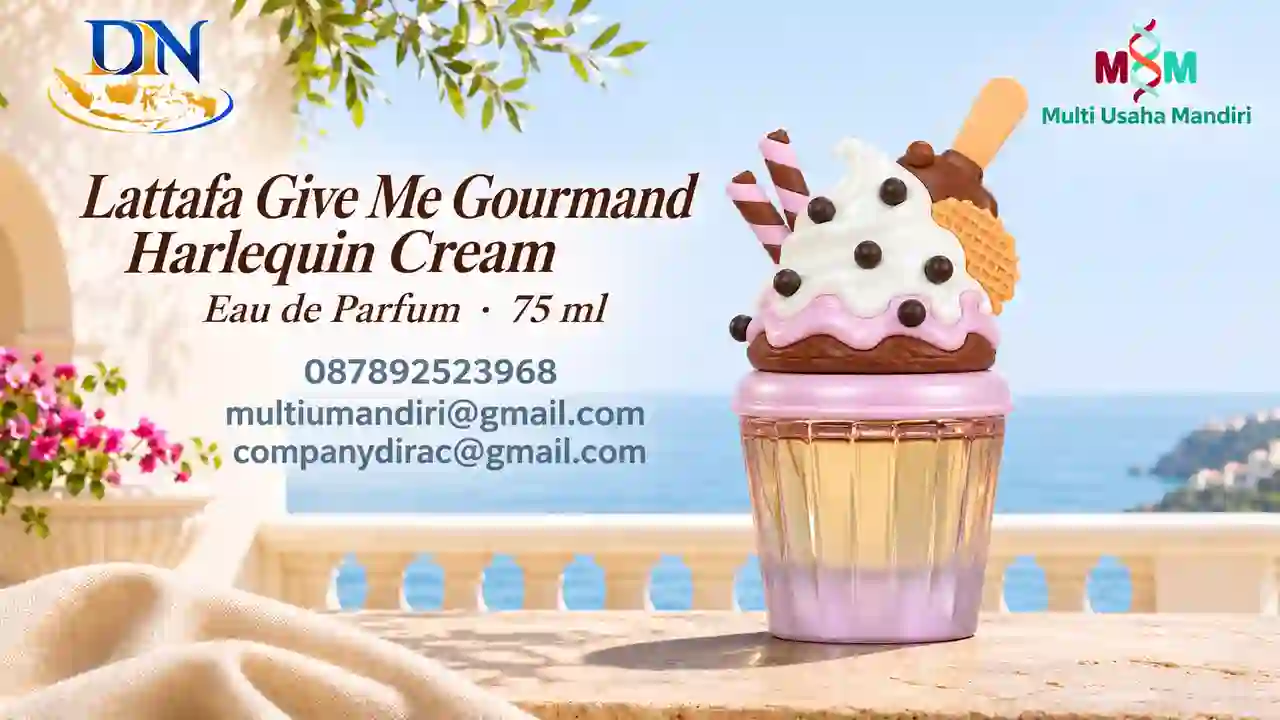 DN
MUM
Multi Usaha Mandiri
Lattafa Give Me Gourmand
Harlequin Cream
Eau de Parfum · 75 ml
087892523968
multiumandiri@gmail.com
companydirac@gmail.com